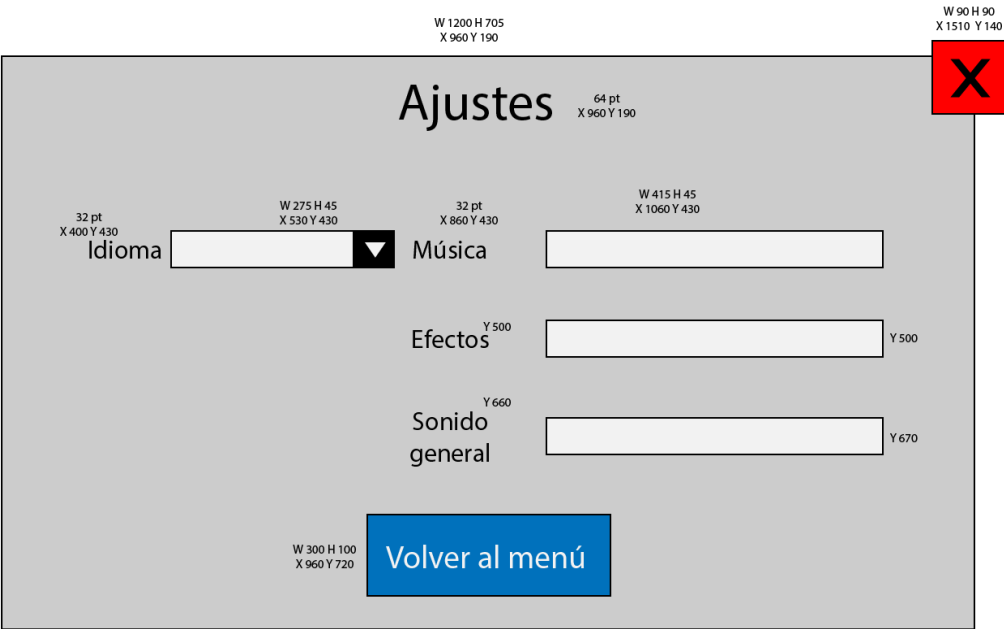 W 90 H 90
X 1510 Y 140
W 1200 H 705
X 960 Y 190
X
Ajustes
64 pt
X 960 Y 190
32 pt
X 400 Y 430
Idioma
W 275 H 45
X 530 Y 430
32 pt
X 860 Y 430
Música
W 415 H 45
X 1060 Y 430
Efectos
Y 500
Y 500
Y 660
Sonido
general
Y 670
W 300 H 100
X 960 Y 720
Volver al menú